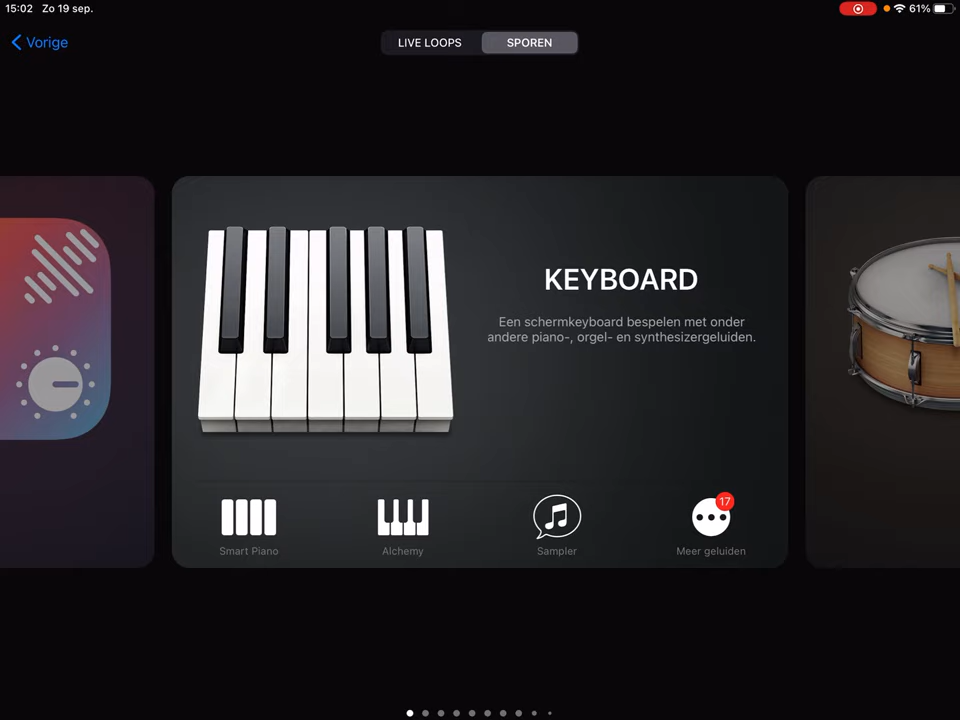 15:02 Zo 19 sep.
61%
Vorige
LIVE LOOPS
SPOREN
KEYBOARD
Een schermkeyboard bespelen met onder
andere piano-, orgel- en synthesizergeluiden.
17
Smart Piano
Alchemy
Sampler
Meer geluiden